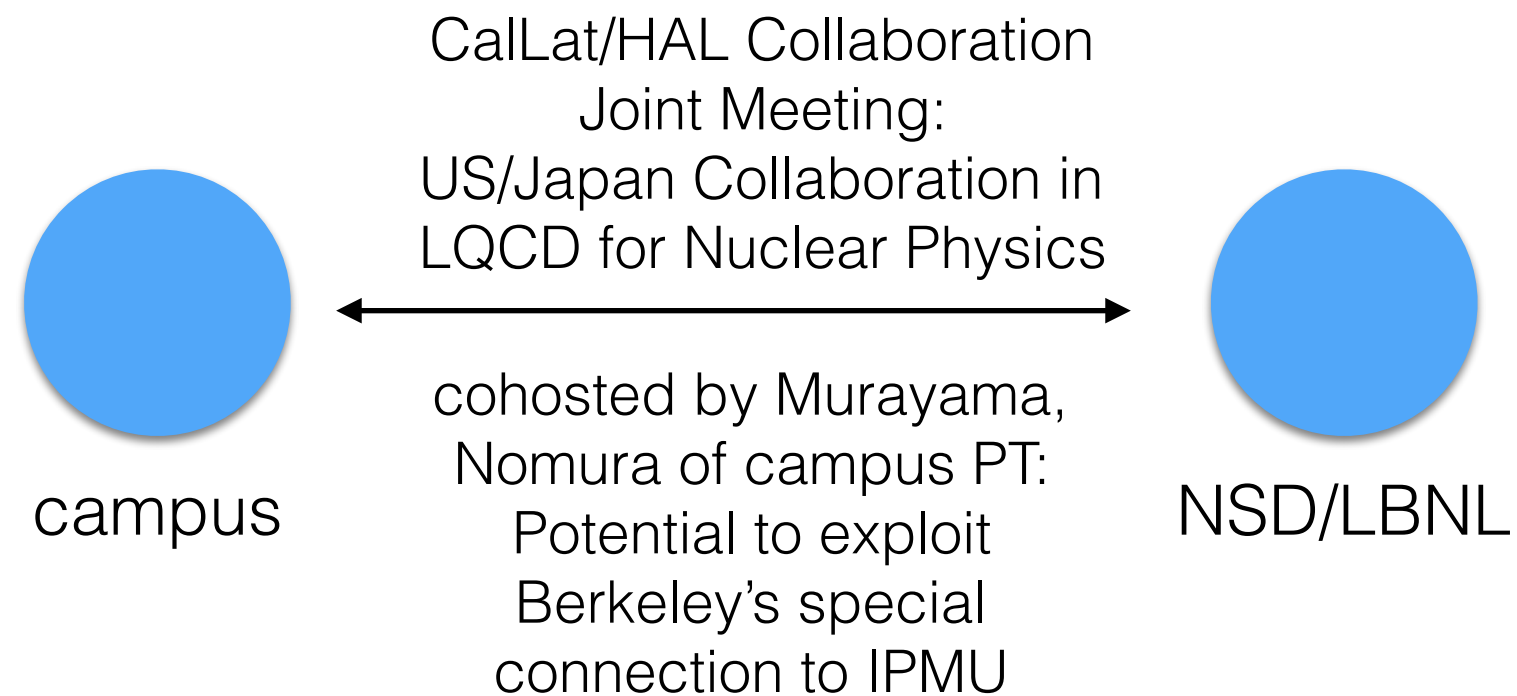 CalLat/HAL Collaboration
Joint Meeting:
US/Japan Collaboration in
LQCD for Nuclear Physics
cohosted by Murayama,
Nomura of campus PT:
Potential to exploit
Berkeley’s special
connection to IPMU
campus
NSD/LBNL